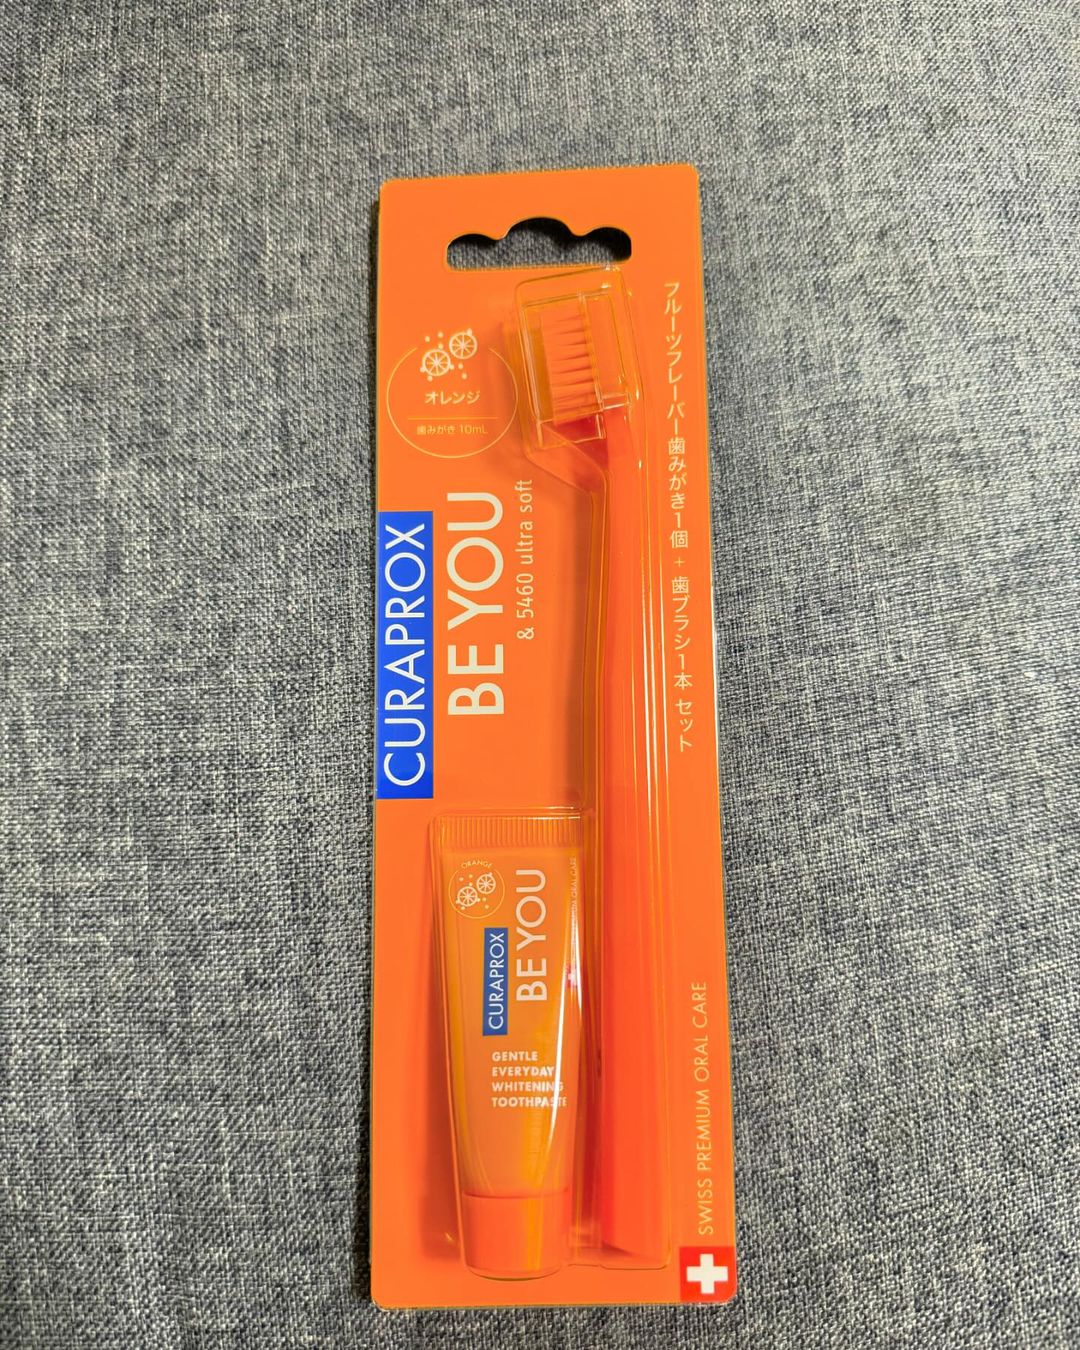 オレンジ
歯みがき 10mL
フルーツフレーバー歯みがき1個 + 歯ブラシ1本 セット
CURAPROX
BE YOU
& 5460 ultra soft
ORANGE
CURAPROX
BE YOU
ORAL CARE
GENTLE
EVERYDAY
WHITENING
TOOTHPASTE
SWISS PREMIUM ORAL CARE